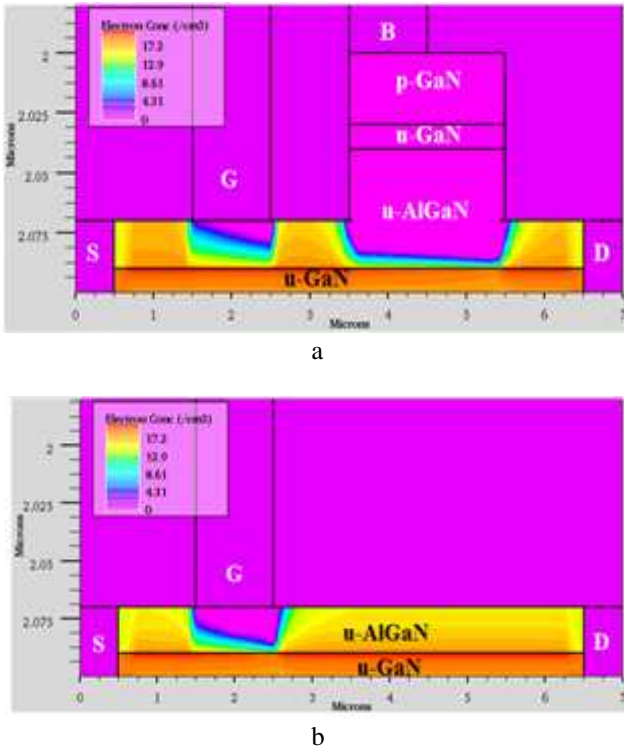 Electron Conc (/cm3)
17.2
12.9
8.61
4.31
0
B
p-GaN
u-GaN
u-AlGaN
G
S
D
u-GaN
2
2.025
2.05
2.075
Microns
0 1 2 3 4 5 6 7
Microns
a
Electron Conc (/cm3)
17.2
12.9
8.61
4.31
0
G
S
D
u-AlGaN
u-GaN
2
2.025
2.05
2.075
Microns
0 1 2 3 4 5 6 7
Microns
b